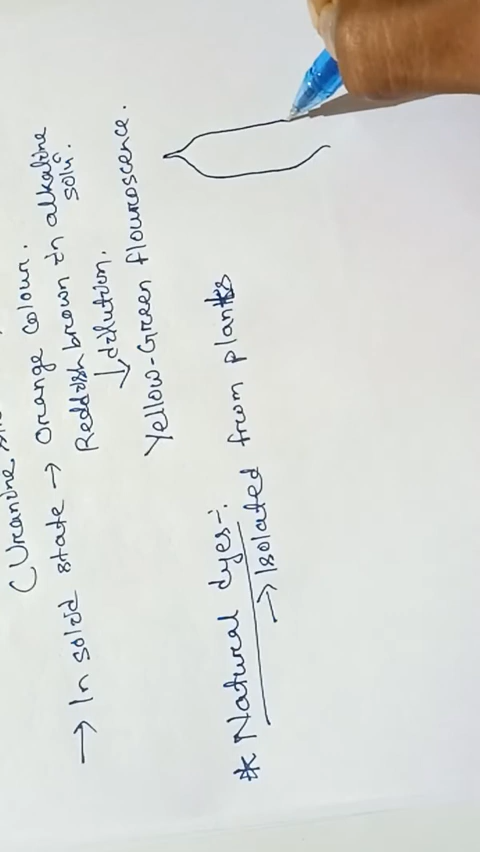 (Uranine
→ In solid state → Orange Colour.
Reddish brown in alkaline soln.
↓ dilution.
Yellow-Green flouroscence.
* Natural dyes-:
→ Isolated from plants